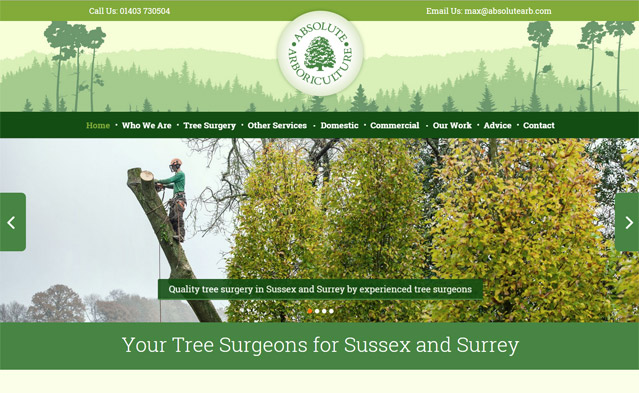 Call Us: 01403 730504
Email Us: max@absolutearb.com
ABSOLUTE
ARBORICULTURE
Home • Who We Are • Tree Surgery • Other Services • Domestic • Commercial • Our Work • Advice • Contact
Quality tree surgery in Sussex and Surrey by experienced tree surgeons
Your Tree Surgeons for Sussex and Surrey